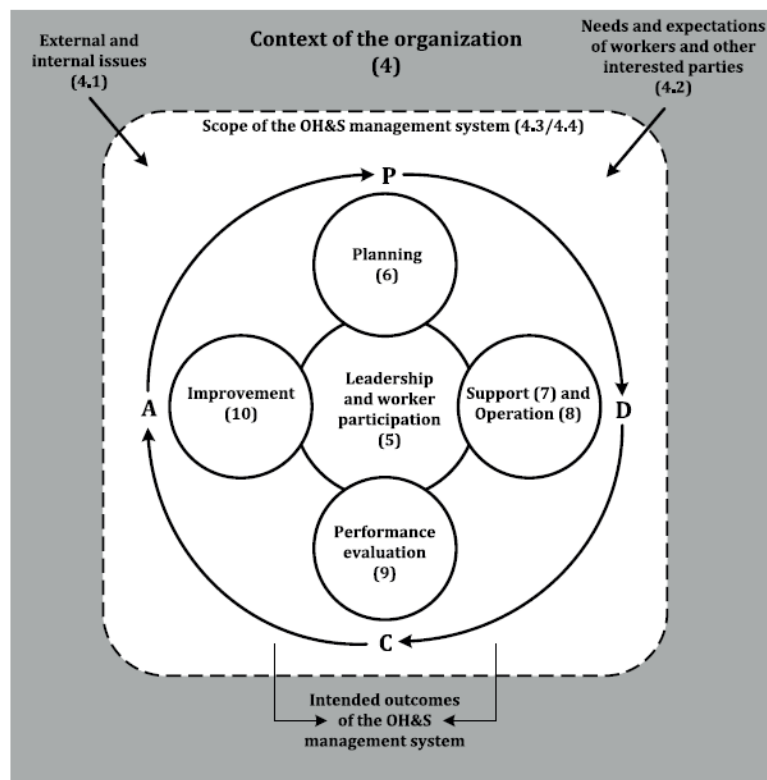 External and
internal issues
(4.1)
Context of the organization
(4)
Needs and expectations
of workers and other
interested parties
(4.2)
Scope of the OH&S management system (4.3/4.4)
P
Planning
(6)
A
Improvement
(10)
Leadership
and worker
participation
(5)
Support (7) and
Operation (8)
D
Performance
evaluation
(9)
C
Intended outcomes
of the OH&S
management system